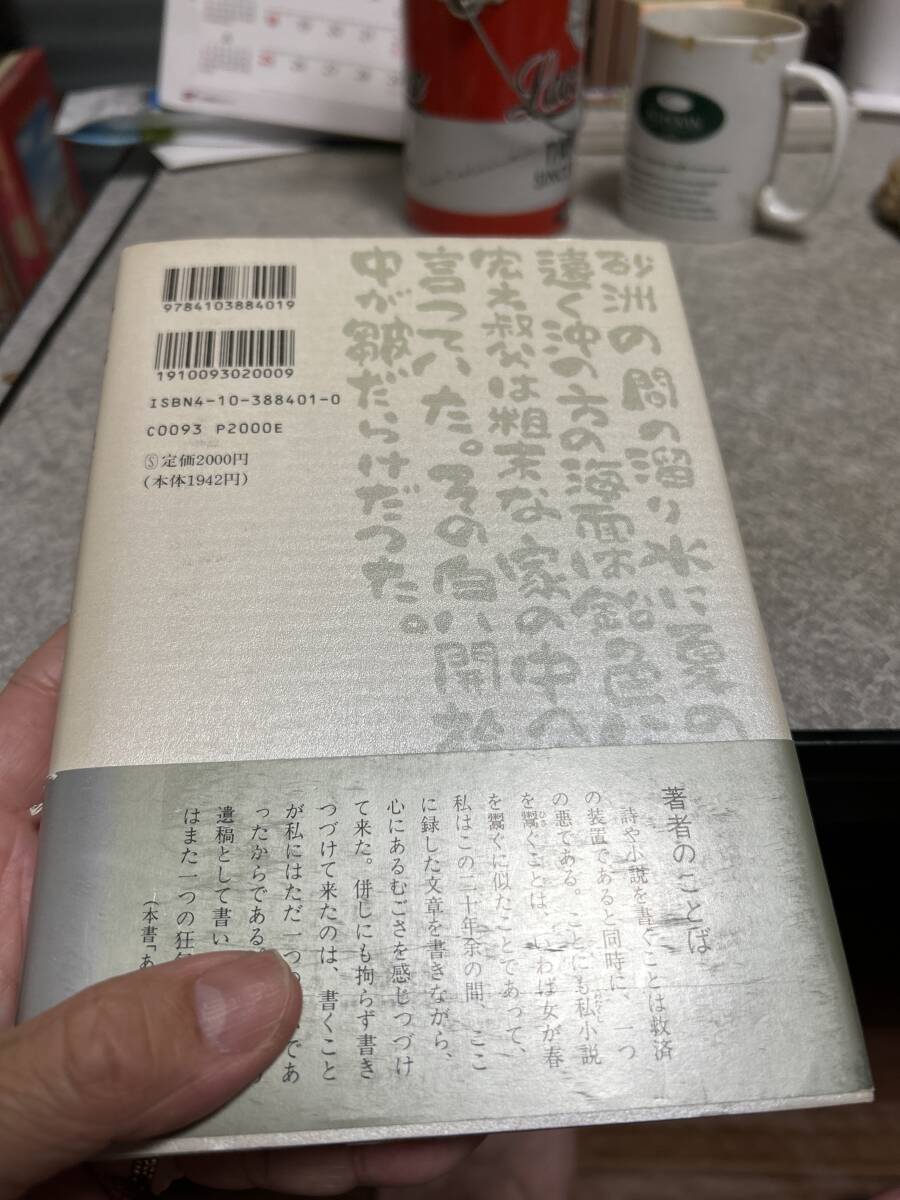 9784103884019
1910093020009
ISBN4-10-388401-0
C0093 P2000E
Ⓢ定価2000円
(本体1942円)
砂洲の間の溜り水に夏の
遠く沖の方の海面は鉛の色に
宏之叔父は粗末な家の中の
言つていた。その白い開
中が皺だらけだつた。
著者のことば
詩や小説を書くことは救済
の装置であると同時に、一つ
の悪である。ことにも私小説
を鬻ぐことは、いわば女が春
を鬻ぐに似たことであって、
私はこの二十年余の間、ここ
に録した文章を書きながら、
心にあるむごさを感じつづけ
て来た。併しにも拘らず書き
つづけて来たのは、書くこと
が私にはただ一つの
であ
ったからである。
遺稿として書い
はまた一つの狂
(本書「あ